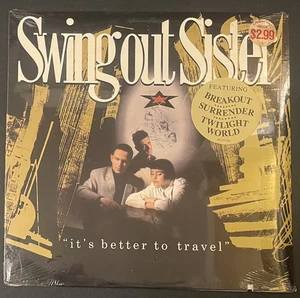 Swing out Sister
$2.99
FEATURING
BREAKOUT
SURRENDER
TWILIGHT
WORLD
"it's better to travel"